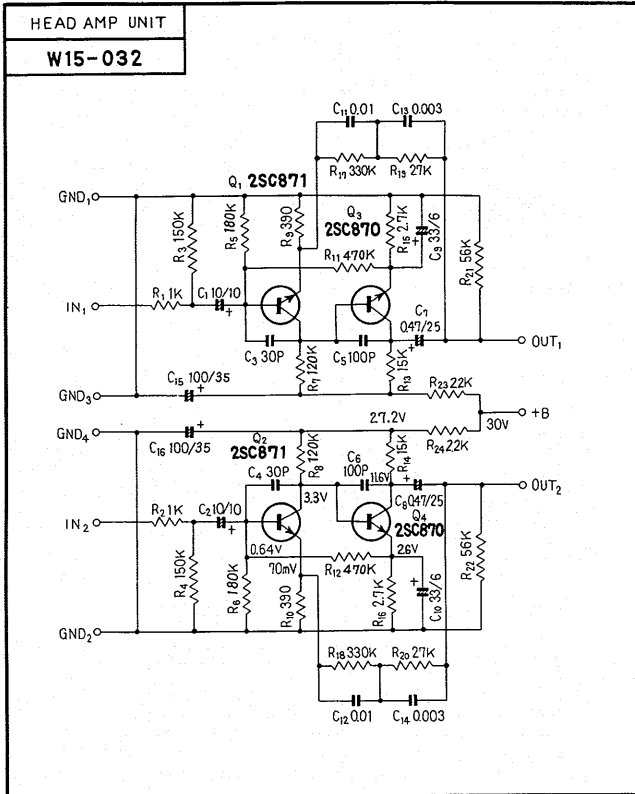 HEAD AMP UNIT
W15-032
C11 0.01
C13 0.003
R17 330K
R19 27K
Q1 2SC871
GND1
R3 150K
R5 180K
R9 390
Q3
2SC870
R15 2.7K
C9 33/6
+
R11 470K
R21 56K
IN1
R1 1K
C1 10/10
+
C7
0.47/25
+
C3 30P
C5 100P
OUT1
R7 120K
R13 15K
C15 100/35
+
R23 22K
GND3
+B
30V
GND4
27.2V
+
C16 100/35
Q2
2SC871
R24 2.2K
R8 120K
R14 15K
C4 30P
C6
100P
11.6V
3.3V
+
C8 0.47/25
OUT2
IN2
R2 1K
C2 10/10
+
Q4
2SC870
0.64V
2.6V
R12 470K
70mV
R4 150K
R6 180K
R10 390
R16 2.7K
+
C10 33/6
R22 56K
GND2
R18 330K
R20 27K
C12 0.01
C14 0.003